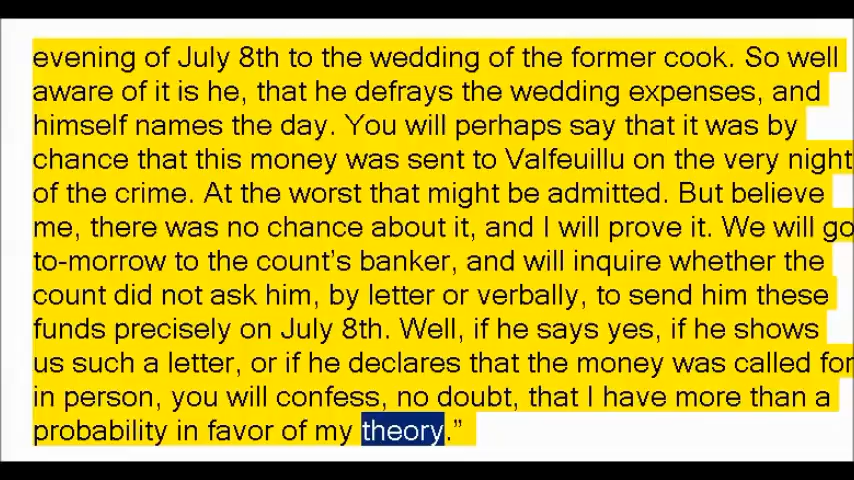 evening of July 8th to the wedding of the former cook. So well
aware of it is he, that he defrays the wedding expenses, and
himself names the day. You will perhaps say that it was by
chance that this money was sent to Valfeuillu on the very night
of the crime. At the worst that might be admitted. But believe
me, there was no chance about it, and I will prove it. We will go
to-morrow to the count's banker, and will inquire whether the
count did not ask him, by letter or verbally, to send him these
funds precisely on July 8th. Well, if he says yes, if he shows
us such a letter, or if he declares that the money was called for
in person, you will confess, no doubt, that I have more than a
probability in favor of my theory.”